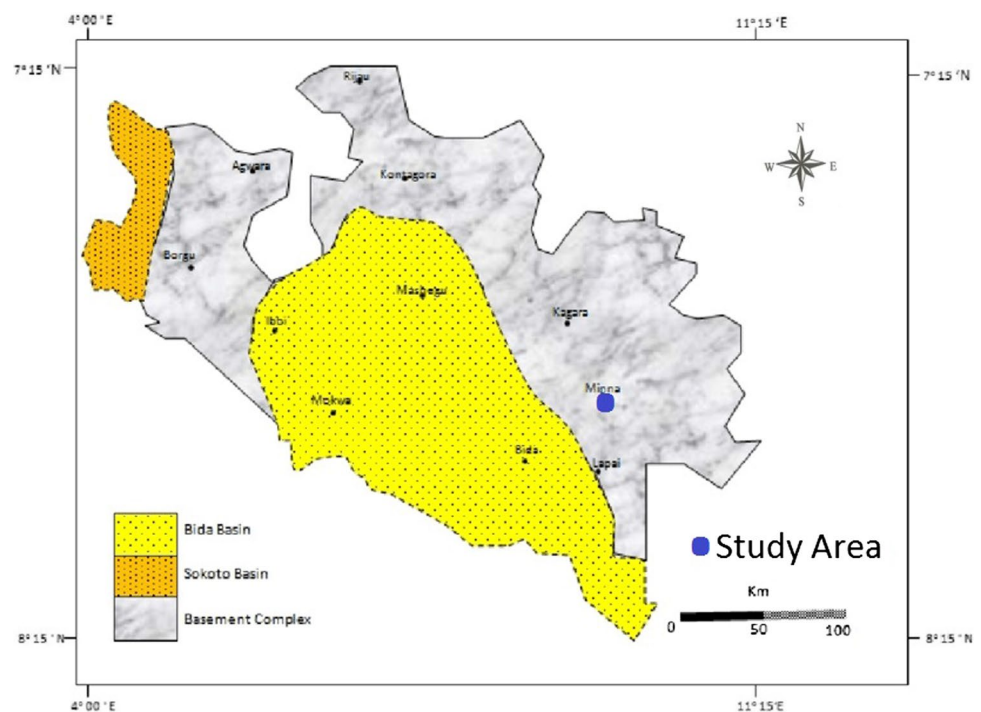 4°00'E
11°15'E
7°15'N
7°15'N
Rijau
N
W
E
S
Agwara
Kontagora
Borgu
Mashegu
Ibbi
Kagara
Minna
Mokwa
Bida
Lapai
Bida Basin
Sokoto Basin
Basement Complex
Study Area
Km
0
50
100
8°15'N
8°15'N
4°00'E
11°15'E